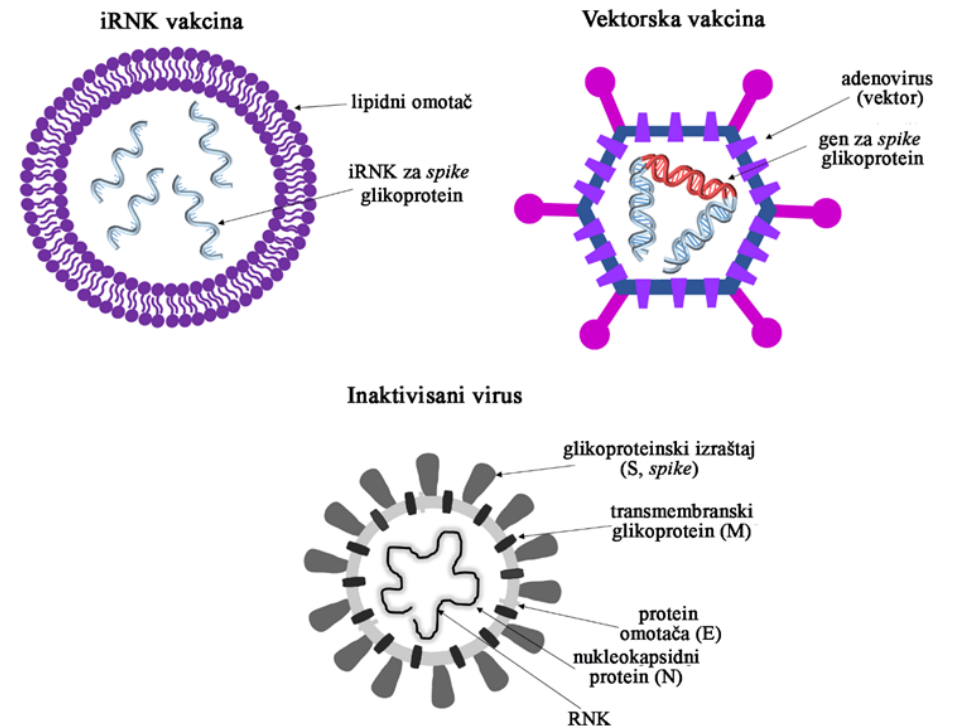 iRNK vakcina
lipidni omotač
iRNK za spike
glikoprotein
Vektorska vakcina
adenovirus
(vektor)
gen za spike
glikoprotein
Inaktivisani virus
glikoproteinski izraštaj
(S, spike)
transmembranski
glikoprotein (M)
protein
omotača (E)
nukleokapsidni
protein (N)
RNK